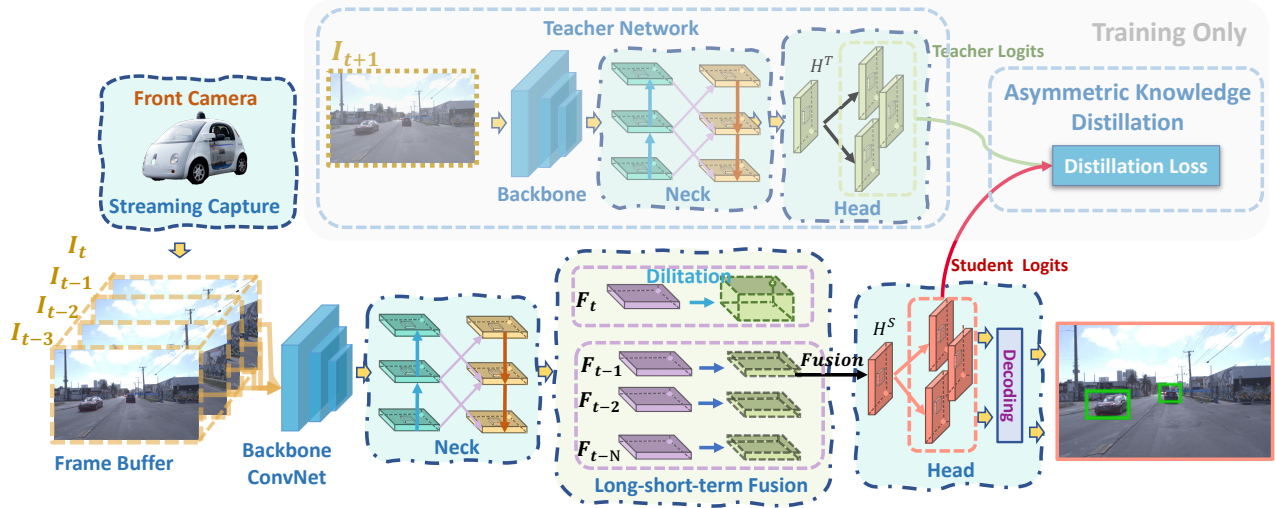 Teacher Network
Training Only
I_{t+1}
Teacher Logits
H^T
Front Camera
Asymmetric Knowledge
Distillation
Distillation Loss
Backbone
Neck
Head
Streaming Capture
I_t
I_{t-1}
I_{t-2}
I_{t-3}
Dilitation
Student Logits
F_t
H^S
Fusion
F_{t-1}
F_{t-2}
F_{t-N}
Decoding
Frame Buffer
Backbone
ConvNet
Neck
Long-short-term Fusion
Head